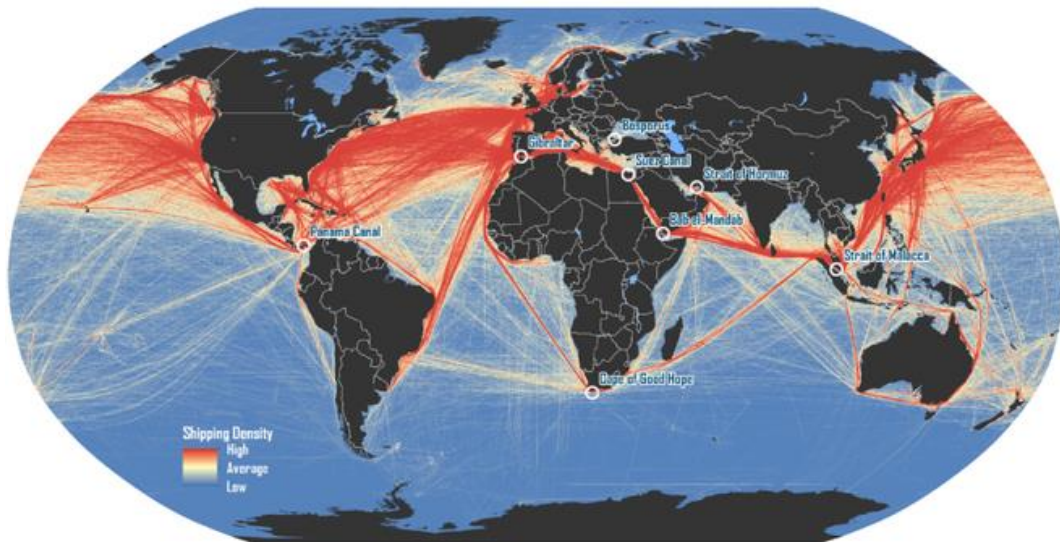 Bosporus
Gibraltar
Suez Canal
Strait of Hormuz
Bab el-Mandab
Panama Canal
Strait of Malacca
Cape of Good Hope
Shipping Density
High
Average
Low